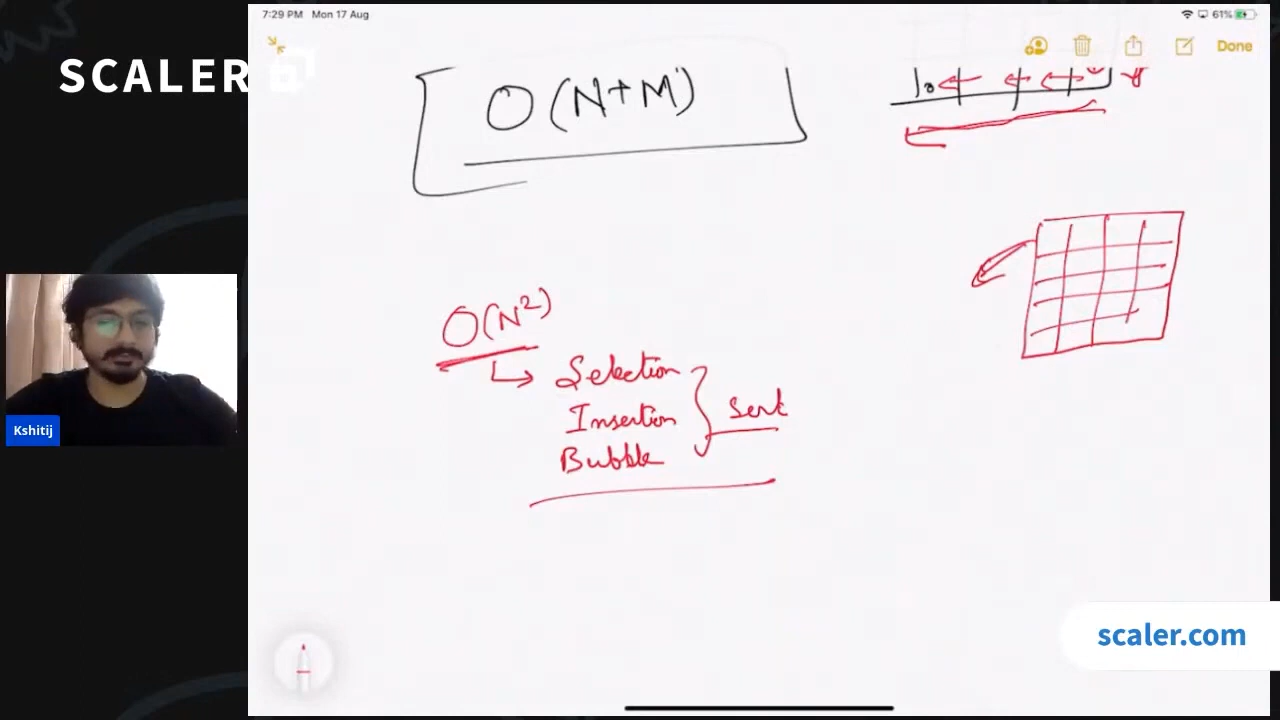 7:29 PM Mon 17 Aug
61%
SCALER
Done
O(N+M)
O(N²)
Selection
Insertion
Bubble
Sort
Kshitij
scaler.com